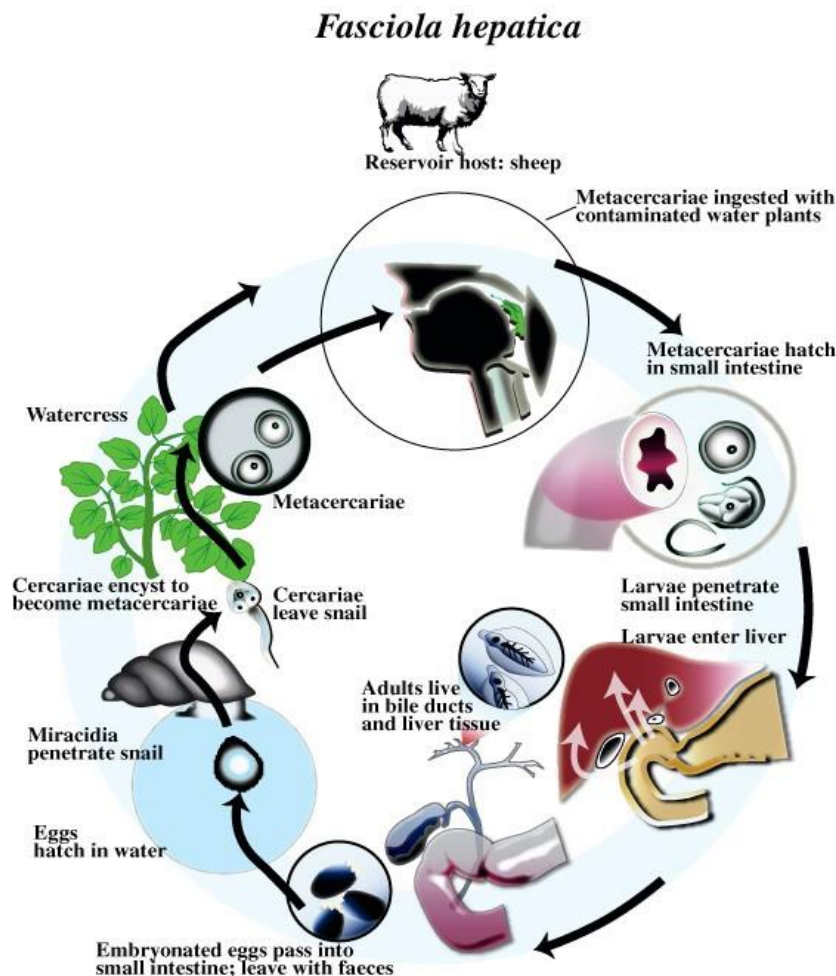 Fasciola hepatica
Reservoir host: sheep
Metacercariae ingested with
contaminated water plants
Metacercariae hatch
in small intestine
Watercress
Metacercariae
Cercariae encyst to
become metacercariae
Cercariae
leave snail
Larvae penetrate
small intestine
Larvae enter liver
Adults live
in bile ducts
and liver tissue
Miracidia
penetrate snail
Eggs
hatch in water
Embryonated eggs pass into
small intestine; leave with faeces